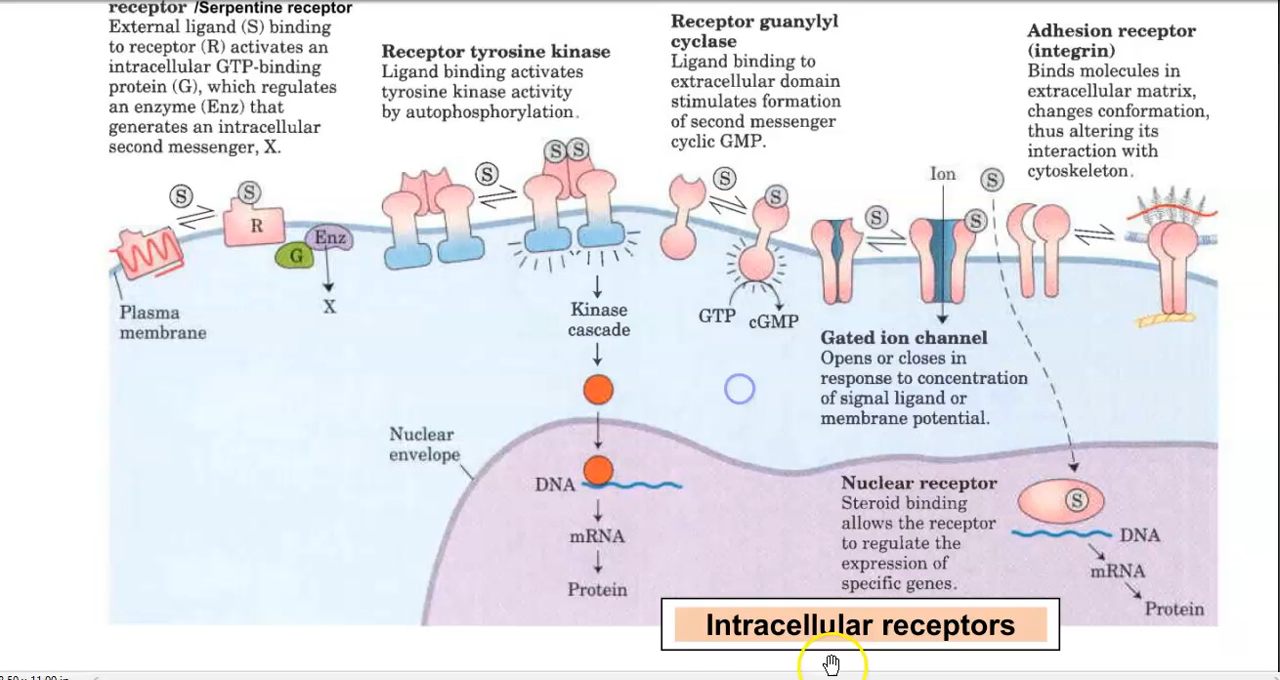 receptor /Serpentine receptor
External ligand (S) binding
to receptor (R) activates an
intracellular GTP-binding
protein (G), which regulates
an enzyme (Enz) that
generates an intracellular
second messenger, X.
Receptor tyrosine kinase
Ligand binding activates
tyrosine kinase activity
by autophosphorylation.
Receptor guanylyl
cyclase
Ligand binding to
extracellular domain
stimulates formation
of second messenger
cyclic GMP.
Adhesion receptor
(integrin)
Binds molecules in
extracellular matrix,
changes conformation,
thus altering its
interaction with
cytoskeleton.
S
S
R
G
Enz
X
Plasma
membrane
S
S S
Kinase
cascade
S
S
GTP
cGMP
S
Ion
S
S
Gated ion channel
Opens or closes in
response to concentration
of signal ligand or
membrane potential.
Nuclear
envelope
DNA
mRNA
Protein
Nuclear receptor
Steroid binding
allows the receptor
to regulate the
expression of
specific genes.
S
DNA
mRNA
Protein
Intracellular receptors